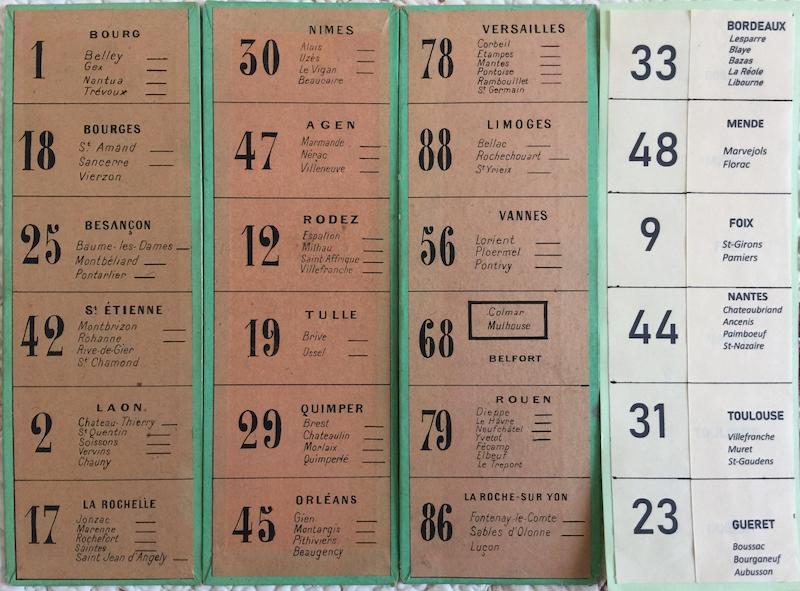 1
BOURG
Belley
Gex
Nantua
Trévoux
18
BOURGES
St. Amand
Sancerre
Vierzon
25
BESANÇON
Baume-les-Dames
Montbéliard
Pontarlier
42
St ÉTIENNE
Montbrizon
Rohanne
Rive-de-Gier
St Chamond
2
LAON.
Chateau-Thierry
St Quentin
Soissons
Vervins
Chauny
17
LA ROCHELLE
Jonzac
Marenne
Rochefort
Saintes
Saint Jean d'Angely
30
NIMES
Alais
Uzès
Le Vigan
Beaucaire
47
AGEN
Marmande
Nérac
Villeneuve
12
RODEZ
Espalion
Milhau
Saint Affrique
Villefranche
19
TULLE
Brive
Ussel
29
QUIMPER
Brest
Chateaulin
Morlaix
Quimperlé
45
ORLÉANS
Gien
Montargis
Pithiviers
Beaugency
78
VERSAILLES
Corbeil
Etampes
Mantes
Pontoise
Rambouillet
St Germain
88
LIMOGES
Bellac
Rochechouart
St Yrieix
56
VANNES
Lorient
Ploermel
Pontivy
68
Colmar
Mulhouse
BELFORT
79
ROUEN
Dieppe
Le Hâvre
Neufchâtel
Yvetot
Fécamp
Elbeuf
Le Treport
86
LA ROCHE-SUR YON
Fontenay-le-Comte
Sables d'Olonne
Luçon
33
BORDEAUX
Lesparre
Blaye
Bazas
La Réole
Libourne
48
MENDE
Marvejols
Florac
9
FOIX
St-Girons
Pamiers
44
NANTES
Chateaubriand
Ancenis
Paimboeuf
St-Nazaire
31
TOULOUSE
Villefranche
Muret
St-Gaudens
23
GUERET
Boussac
Bourganeuf
Aubusson